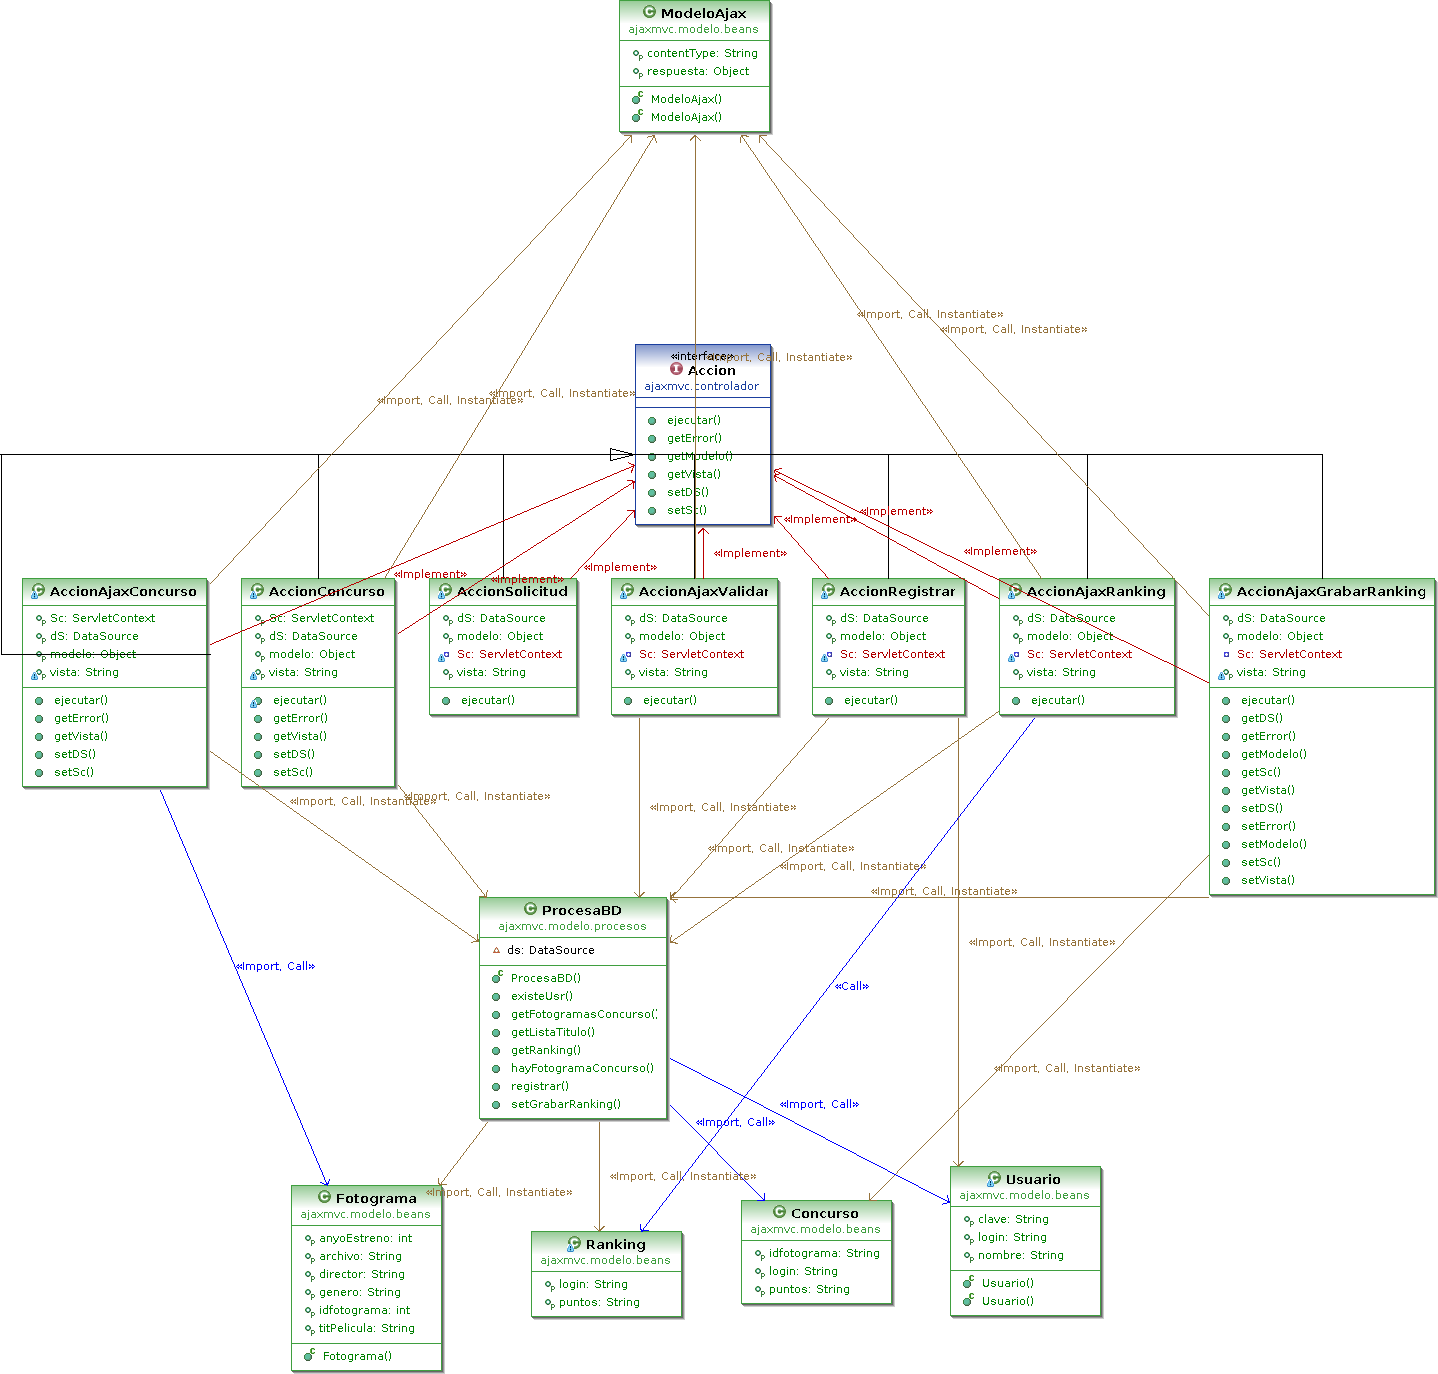 ModeloAjax
ajaxmvc.modelo.beans
contentType: String
respuesta: Object
ModeloAjax()
ModeloAjax()
«Import, Call, Instantiate»
«Import, Call, Instantiate»
«Import, Call, Instantiate»
«Import, Call, Instantiate»
«Import, Call, Instantiate»
«interface»
Accion
ajaxmvc.controlador
ejecutar()
getError()
getModelo()
getVista()
setDS()
setSc()
«Implement»
«Implement»
«Implement»
«Implement»
«Implement»
«Implement»
«Implement»
AccionAjaxConcurso
Sc: ServletContext
dS: DataSource
modelo: Object
vista: String
ejecutar()
getError()
getVista()
setDS()
setSc()
AccionConcurso
Sc: ServletContext
dS: DataSource
modelo: Object
vista: String
ejecutar()
getError()
getVista()
setDS()
setSc()
AccionSolicitud
dS: DataSource
modelo: Object
Sc: ServletContext
vista: String
ejecutar()
AccionAjaxValidar
dS: DataSource
modelo: Object
Sc: ServletContext
vista: String
ejecutar()
AccionRegistrar
dS: DataSource
modelo: Object
Sc: ServletContext
vista: String
ejecutar()
AccionAjaxRanking
dS: DataSource
modelo: Object
Sc: ServletContext
vista: String
ejecutar()
AccionAjaxGrabarRanking
dS: DataSource
modelo: Object
Sc: ServletContext
vista: String
ejecutar()
getDS()
getError()
getModelo()
getSc()
getVista()
setDS()
setError()
setModelo()
setSc()
setVista()
«Import, Call, Instantiate»
«Import, Call, Instantiate»
«Import, Call, Instantiate»
«Import, Call, Instantiate»
«Import, Call, Instantiate»
«Import, Call, Instantiate»
ProcesaBD
ajaxmvc.modelo.procesos
ds: DataSource
ProcesaBD()
existeUsr()
getFotogramasConcurso()
getListaTitulo()
getRanking()
hayFotogramaConcurso()
registrar()
setGrabarRanking()
«Import, Call»
«Import, Call, Instantiate»
«Call»
«Import, Call, Instantiate»
«Import, Call»
«Import, Call»
«Import, Call, Instantiate»
«Import, Call, Instantiate»
Fotograma
ajaxmvc.modelo.beans
anyoEstreno: int
archivo: String
director: String
genero: String
idfotograma: int
titPelicula: String
Fotograma()
Ranking
ajaxmvc.modelo.beans
login: String
puntos: String
Concurso
ajaxmvc.modelo.beans
idfotograma: String
login: String
puntos: String
Usuario
ajaxmvc.modelo.beans
clave: String
login: String
nombre: String
Usuario()
Usuario()